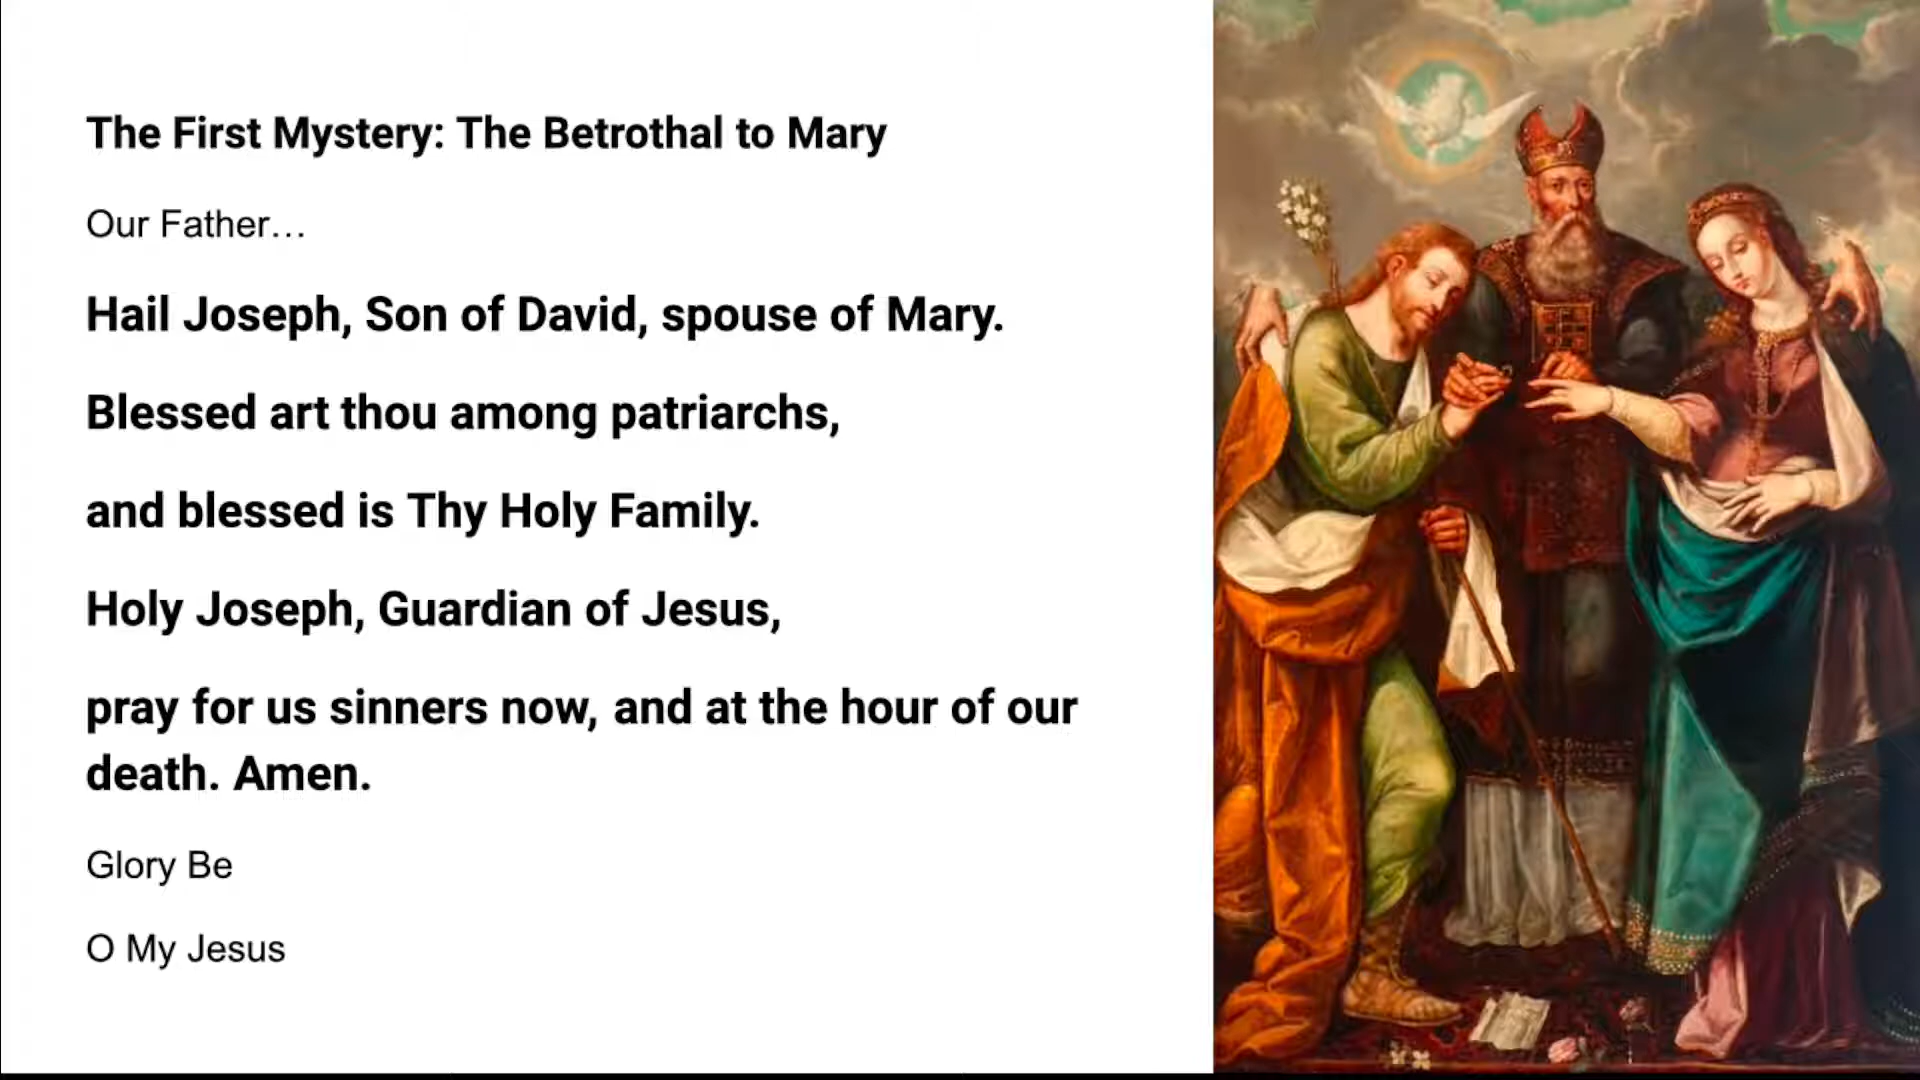 The First Mystery: The Betrothal to Mary
Our Father…
Hail Joseph, Son of David, spouse of Mary.
Blessed art thou among patriarchs,
and blessed is Thy Holy Family.
Holy Joseph, Guardian of Jesus,
pray for us sinners now, and at the hour of our
death. Amen.
Glory Be
O My Jesus